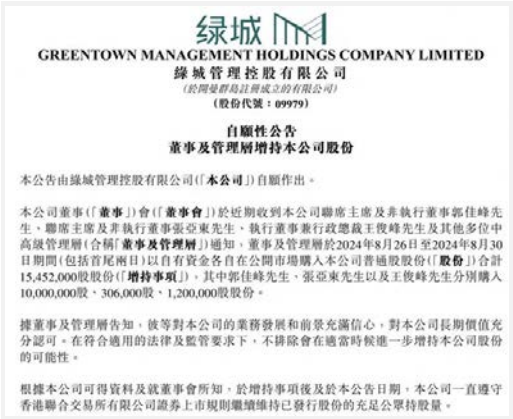 绿城
GREENTOWN MANAGEMENT HOLDINGS COMPANY LIMITED
綠城管理控股有限公司
(於開曼群島註冊成立的有限公司)
(股份代號：09979)
自願性公告
董事及管理層增持本公司股份
本公告由綠城管理控股有限公司(「本公司」)自願作出。
本公司董事(「董事」)會(「董事會」)於近期收到本公司聯席主席及非執行董事郭佳峰先
生、聯席主席及非執行董事張亞東先生、執行董事兼行政總裁王俊峰先生及其他多位中
高級管理層(合稱「董事及管理層」)通知，董事及管理層於2024年8月26日至2024年8月30
日期間(包括首尾兩日)以自有資金各自在公開市場購入本公司普通股股份(「股份」)合計
15,452,000股股份(「增持事項」)，其中郭佳峰先生、張亞東先生以及王俊峰先生分別購入
10,000,000股、306,000股、1,200,000股股份。
據董事及管理層告知，彼等對本公司的業務發展和前景充滿信心，對本公司長期價值充
分認可。在符合適用的法律及監管要求下，不排除會在適當時候進一步增持本公司股份
的可能性。
根據本公司可得資料及就董事會所知，於增持事項後及於本公告日期，本公司一直遵守
香港聯合交易所有限公司證券上市規則繼續維持已發行股份的充足公眾持股量。